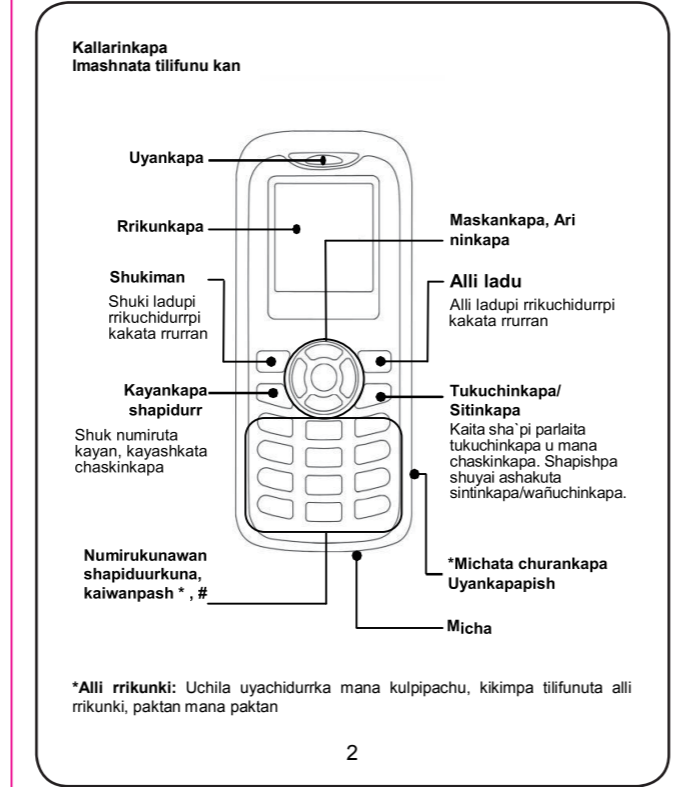 Kallarinkapa
Imashnata tilifunu kan
Uyankapa
Rrikunkapa
Maskankapa, Ari
ninkapa
Shukiman
Shuki ladupi
rrikuchidurrpi
kakata rrurran
Alli ladu
Alli ladupi rrikuchidurrpi
kakata rrurran
Kayankapa
shapidurr
Shuk numiruta
kayan, kayashkata
chaskinkapa
Tukuchinkapa/
Sitinkapa
Kaita sha`pi parlaita
tukuchinkapa u mana
chaskinkapa. Shapishpa
shuyai ashakuta
sintinkapa/wañuchinkapa.
Numirukunawan
shapiduurkuna,
kaiwanpash * , #
*Michata churankapa
Uyankapapish
Micha
*Alli rrikunki: Uchila uyachidurrka mana kulpipachu, kikimpa tilifunuta alli
rrikunki, paktan mana paktan
2